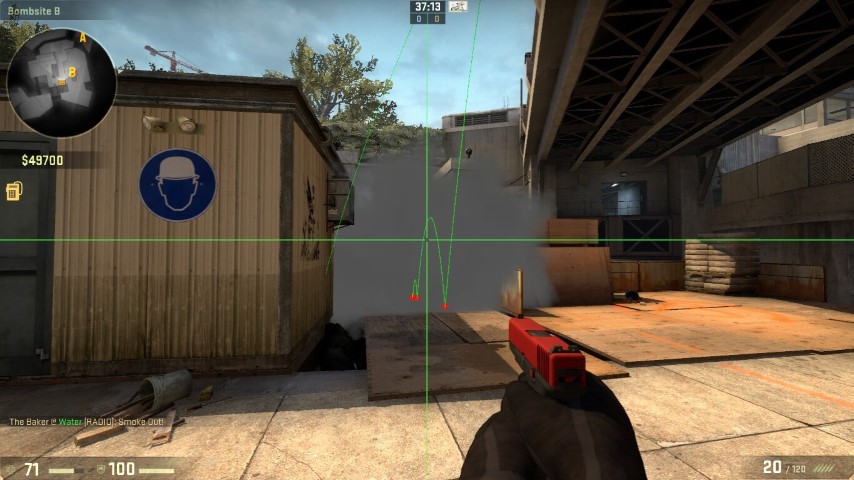 Bombsite B
37:13
0 0
A
B
$49700
The Baker @ Water (RADIO): Smoke Out!
71 100
20 / 120